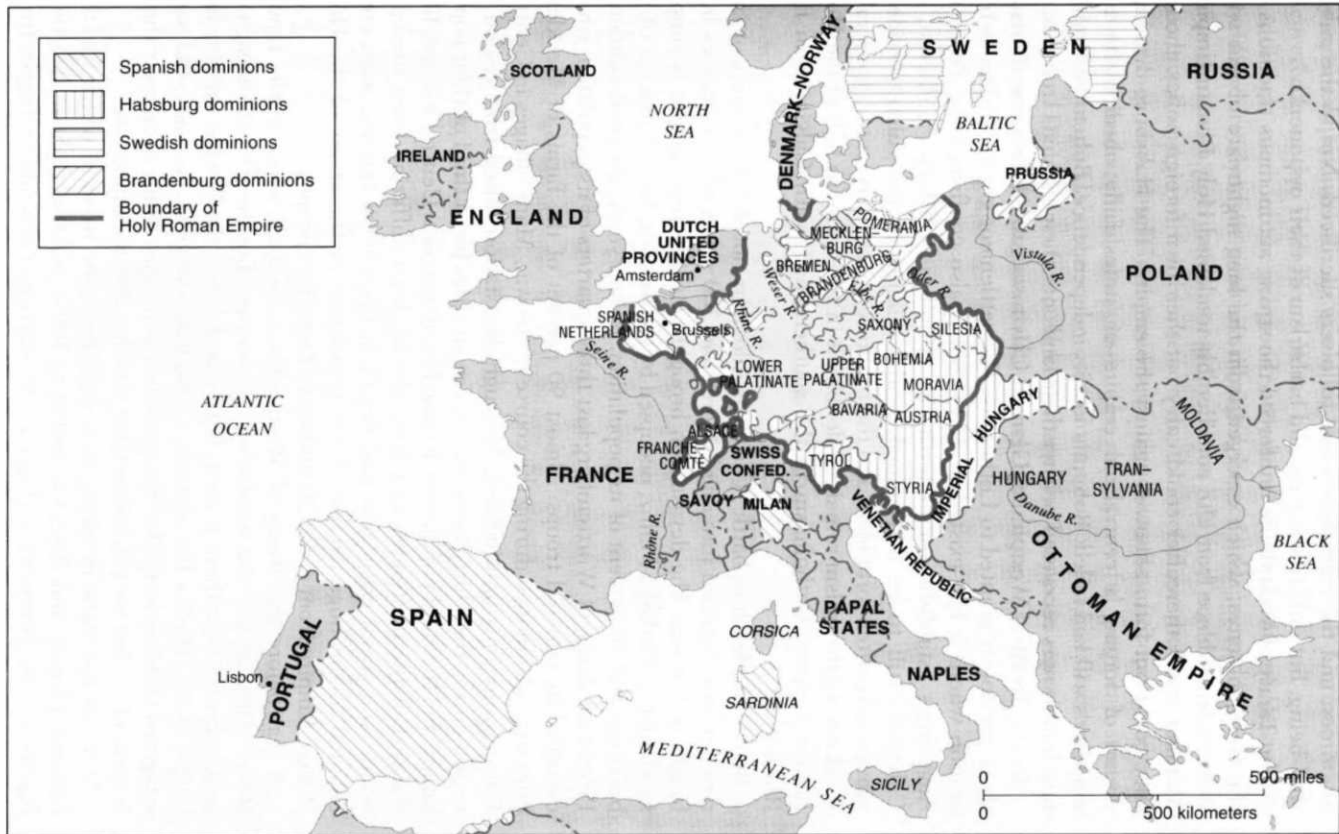 Spanish dominions
Habsburg dominions
Swedish dominions
Brandenburg dominions
Boundary of
Holy Roman Empire
SCOTLAND
IRELAND
ENGLAND
NORTH
SEA
DENMARK–NORWAY
SWEDEN
BALTIC
SEA
RUSSIA
PRUSSIA
DUTCH
UNITED
PROVINCES
Amsterdam
POMERANIA
MECKLEN–
BURG
BREMEN
BRANDENBURG
Weser R.
Elbe R.
Oder R.
Vistula R.
POLAND
SPANISH
NETHERLANDS
Brussels
Rhine R.
SAXONY
SILESIA
Seine R.
LOWER
PALATINATE
UPPER
PALATINATE
BOHEMIA
MORAVIA
BAVARIA
AUSTRIA
ATLANTIC
OCEAN
ALSACE
FRANCHE–
COMTÉ
SWISS
CONFED.
TYROL
STYRIA
IMPERIAL HUNGARY
HUNGARY
TRAN–
SYLVANIA
MOLDAVIA
Danube R.
FRANCE
SAVOY
MILAN
VENETIAN REPUBLIC
Rhône R.
OTTOMAN EMPIRE
BLACK
SEA
SPAIN
PORTUGAL
Lisbon
CORSICA
PAPAL
STATES
NAPLES
SARDINIA
MEDITERRANEAN SEA
SICILY
0 500 miles
0 500 kilometers